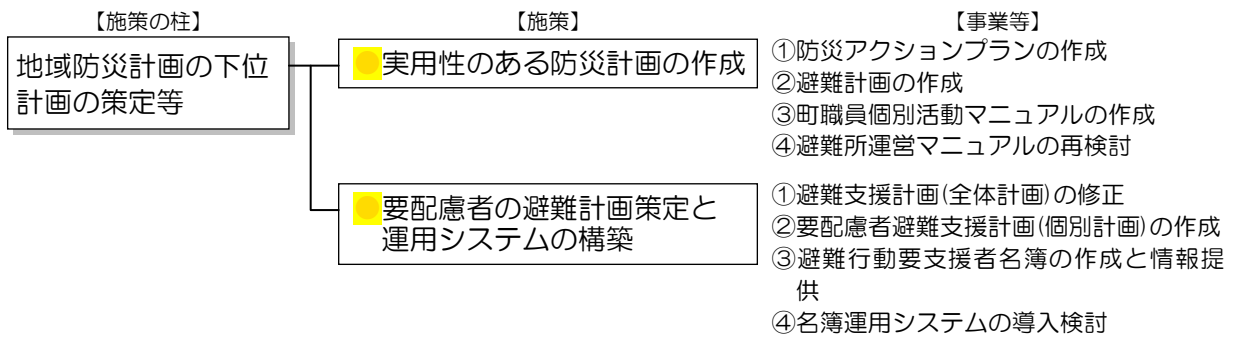 【施策の柱】
【施策】
【事業等】
地域防災計画の下位
計画の策定等
●実用性のある防災計画の作成
①防災アクションプランの作成
②避難計画の作成
③町職員個別活動マニュアルの作成
④避難所運営マニュアルの再検討
●要配慮者の避難計画策定と
運用システムの構築
①避難支援計画(全体計画)の修正
②要配慮者避難支援計画(個別計画)の作成
③避難行動要支援者名簿の作成と情報提
供
④名簿運用システムの導入検討